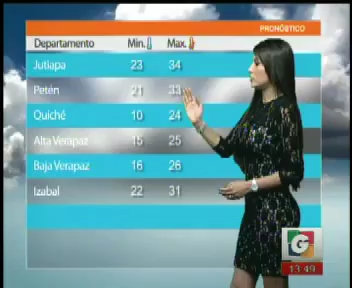 PRONÓSTICO
Departamento Min. Max.
Jutiapa 23 34
Petén 21 33
Quiché 10 24
Alta Verapaz 15 25
Baja Verapaz 16 26
Izabal 22 31
G
13:49